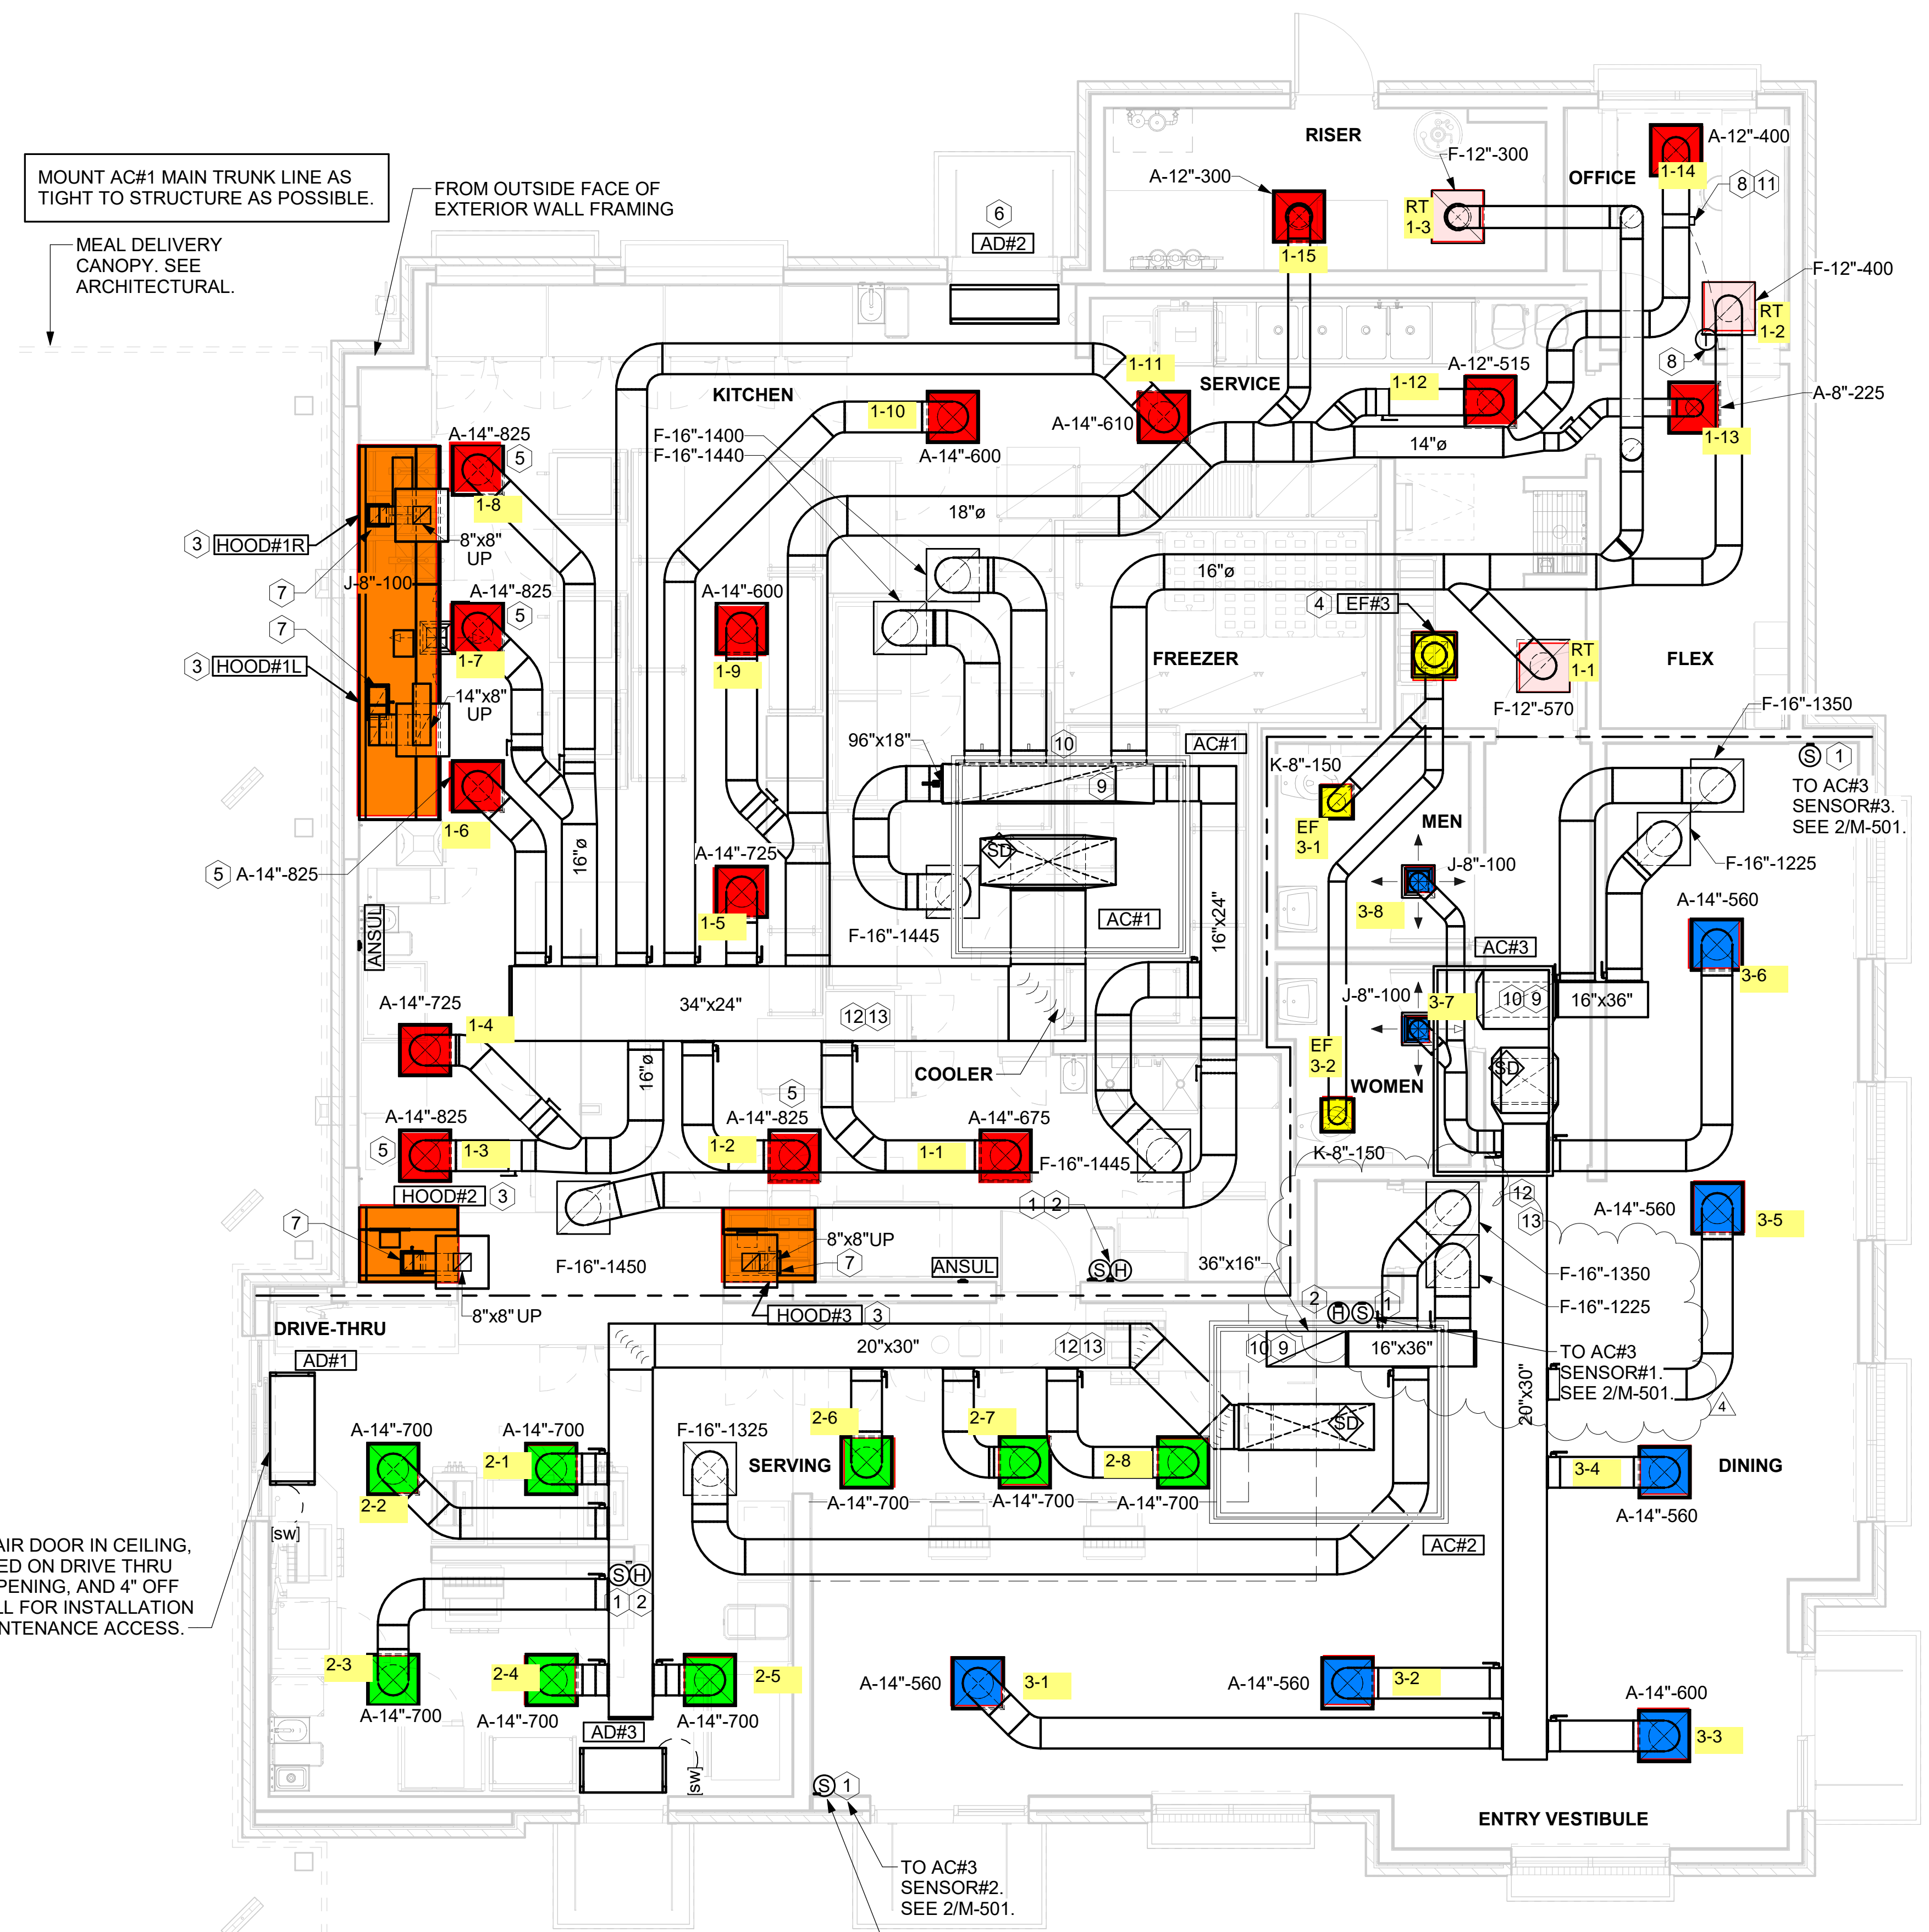 RISER
A-12"-400
MOUNT AC#1 MAIN TRUNK LINE AS
TIGHT TO STRUCTURE AS POSSIBLE.
FROM OUTSIDE FACE OF
EXTERIOR WALL FRAMING
A-12"-300
F-12"-300
OFFICE
1-14
8 11
6
AD#2
RT
1-3
MEAL DELIVERY
CANOPY. SEE
ARCHITECTURAL.
1-15
F-12"-400
RT
1-2
T
8
1-11
A-12"-515
SERVICE
1-12
KITCHEN
1-10
A-8"-225
A-14"-610
F-16"-1400
F-16"-1440
A-14"-600
1-13
14"ø
A-14"-825
5
1-8
18"ø
3 HOOD#1R
8"x8"
UP
J-8"-100
7
A-14"-825
5
A-14"-600
16"ø
4 EF#3
7
3 HOOD#1L
1-7
1-9
FREEZER
RT
1-1
FLEX
14"x8"
UP
F-12"-570
F-16"-1350
96"x18"
10
AC#1
9
K-8"-150
S 1
TO AC#3
SENSOR#3.
SEE 2/M-501.
1-6
EF
3-1
MEN
16"ø
A-14"-725
SD
J-8"-100
F-16"-1225
5 A-14"-825
A-14"-560
1-5
AC#1
3-8
F-16"-1445
16"x24"
ANSUL
AC#3
3-6
A-14"-725
34"x24"
12 13
J-8"-100
3-7
10 9
16"x36"
1-4
EF
3-2
COOLER
16"ø
SD
WOMEN
5
A-14"-825
A-14"-825
A-14"-675
5
1-3
1-2
1-1
F-16"-1445
K-8"-150
HOOD#2 3
1 2
12
13
A-14"-560
3-5
7
8"x8"UP
7
F-16"-1450
ANSUL
S H
36"x16"
F-16"-1350
F-16"-1225
2
1
H S
8"x8"UP
HOOD#3 3
DRIVE-THRU
20"x30"
12 13
10 9
16"x36"
TO AC#3
SENSOR#1.
SEE 2/M-501.
20"x30"
AD#1
4
A-14"-700
A-14"-700
F-16"-1325
2-6
2-7
SD
2-1
SERVING
2-8
3-4
DINING
2-2
A-14"-700
A-14"-700
A-14"-700
A-14"-560
[sw]
AC#2
AIR DOOR IN CEILING,
ED ON DRIVE THRU
PENING, AND 4" OFF
LL FOR INSTALLATION
NTENANCE ACCESS.
S H
1 2
2-3
2-4
2-5
A-14"-560
3-1
A-14"-560
3-2
A-14"-600
3-3
A-14"-700
A-14"-700
A-14"-700
AD#3
[sw]
S 1
ENTRY VESTIBULE
TO AC#3
SENSOR#2.
SEE 2/M-501.